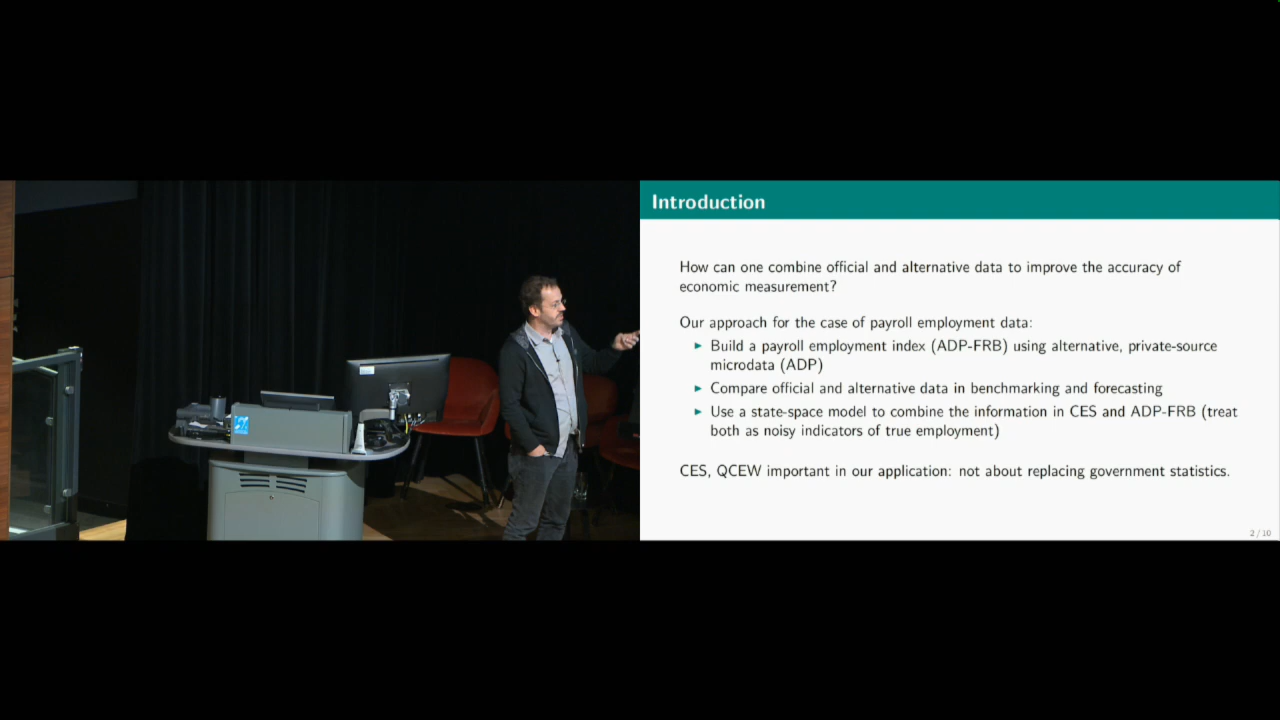 Introduction
How can one combine official and alternative data to improve the accuracy of
economic measurement?
Our approach for the case of payroll employment data:
▶ Build a payroll employment index (ADP-FRB) using alternative, private-source
microdata (ADP)
▶ Compare official and alternative data in benchmarking and forecasting
▶ Use a state-space model to combine the information in CES and ADP-FRB (treat
both as noisy indicators of true employment)
CES, QCEW important in our application: not about replacing government statistics.
2 / 10